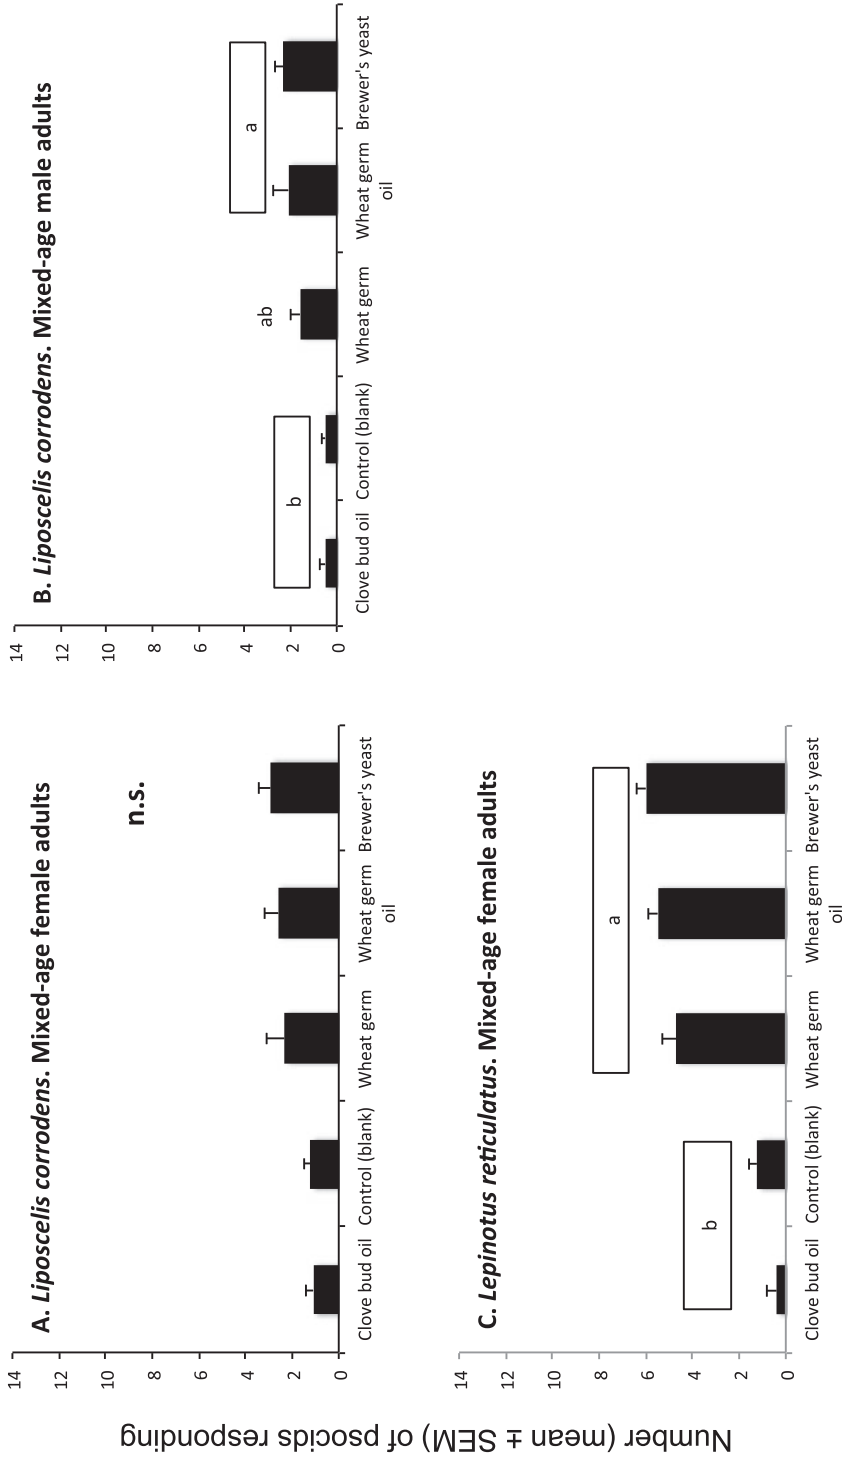 Number (mean ± SEM) of psocids responding
A. Liposcelis corrodens. Mixed-age female adults
14
12
10
8
6
4
2
0
n.s.
Clove bud oil
Control (blank)
Wheat germ
Wheat germ
oil
Brewer's yeast
B. Liposcelis corrodens. Mixed-age male adults
14
12
10
8
6
4
2
0
b
ab
a
Clove bud oil
Control (blank)
Wheat germ
Wheat germ
oil
Brewer's yeast
C. Lepinotus reticulatus. Mixed-age female adults
14
12
10
8
6
4
2
0
b
a
Clove bud oil
Control (blank)
Wheat germ
Wheat germ
oil
Brewer's yeast